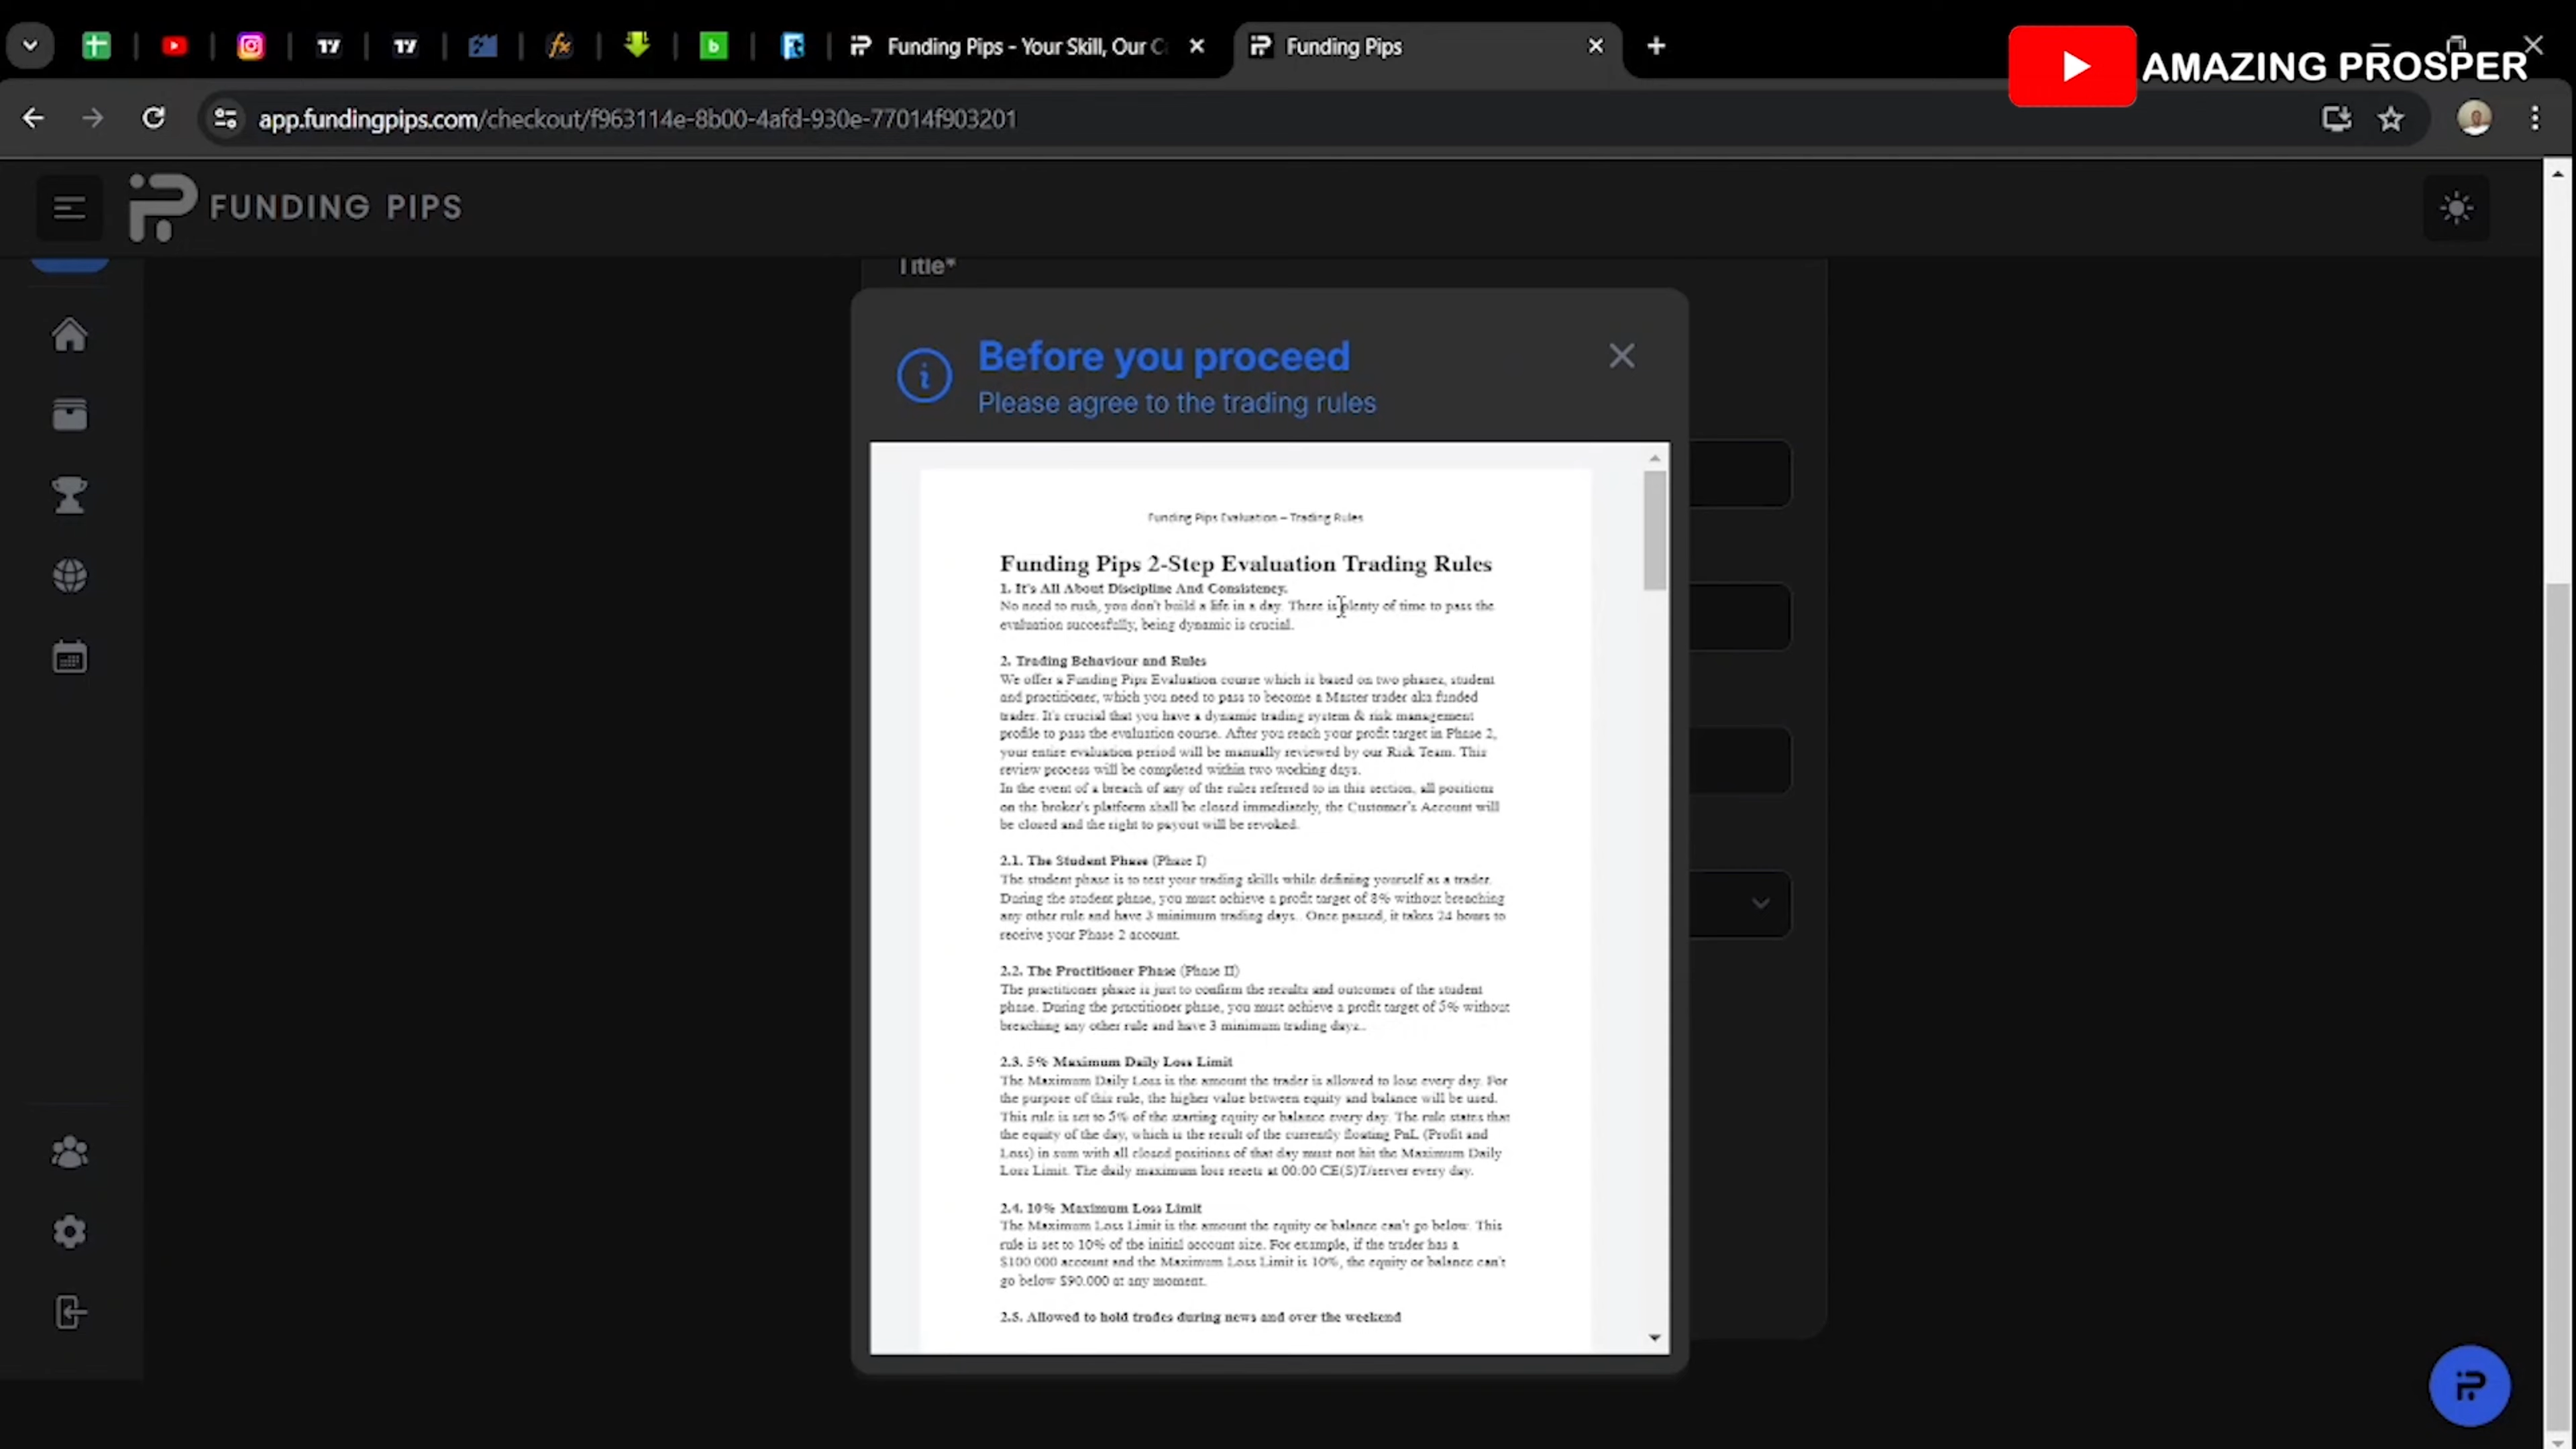 Funding Pips - Your Skill, Our C
Funding Pips
AMAZING PROSPER
app.fundingpips.com/checkout/f963114e-8b00-4afd-930e-77014f903201
FUNDING PIPS
Title*
Before you proceed
Please agree to the trading rules
Funding Pips Evaluation – Trading Rules
Funding Pips 2-Step Evaluation Trading Rules
1. It's All About Discipline And Consistency.
No need to rush, you don't build a life in a day. There is plenty of time to pass the
evaluation succesfully, being dynamic is crucial.
2. Trading Behaviour and Rules
We offer a Funding Pips Evaluation course which is based on two phases, student
and practitioner, which you need to pass to become a Master trader aka funded
trader. It's crucial that you have a dynamic trading system & risk management
profile to pass the evaluation course. After you reach your profit target in Phase 2,
your entire evaluation period will be manually reviewed by our Risk Team. This
review process will be completed within two working days.
In the event of a breach of any of the rules referred to in this section, all positions
on the broker's platform shall be closed immediately, the Customer's Account will
be closed and the right to payout will be revoked.
2.1. The Student Phase (Phase I)
The student phase is to test your trading skills while defining yourself as a trader.
During the student phase, you must achieve a profit target of 8% without breaching
any other rule and have 3 minimum trading days.. Once passed, it takes 24 hours to
receive your Phase 2 account.
2.2. The Practitioner Phase (Phase II)
The practitioner phase is just to confirm the results and outcomes of the student
phase. During the practitioner phase, you must achieve a profit target of 5% without
breaching any other rule and have 3 minimum trading days..
2.3. 5% Maximum Daily Loss Limit
The Maximum Daily Loss is the amount the trader is allowed to lose every day. For
the purpose of this rule, the higher value between equity and balance will be used.
This rule is set to 5% of the starting equity or balance every day. The rule states that
the equity of the day, which is the result of the currently floating PnL (Profit and
Loss) in sum with all closed positions of that day must not hit the Maximum Daily
Loss Limit. The daily maximum loss resets at 00:00 CE(S)T/server every day.
2.4. 10% Maximum Loss Limit
The Maximum Loss Limit is the amount the equity or balance can't go below. This
rule is set to 10% of the initial account size. For example, if the trader has a
$100.000 account and the Maximum Loss Limit is 10%, the equity or balance can't
go below $90.000 at any moment.
2.5. Allowed to hold trades during news and over the weekend